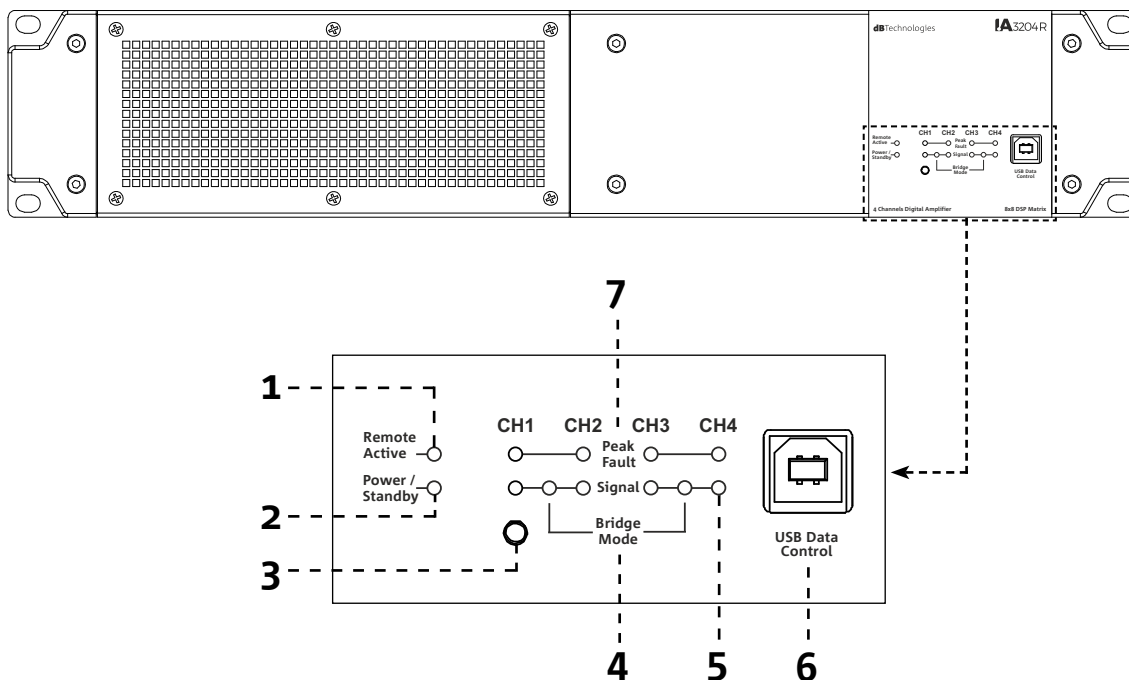 dBTechnologies
IA3204R
Remote
Active
CH1 CH2 CH3 CH4
Peak
Fault
Power /
Standby
Signal
Bridge
Mode
USB Data
Control
4 Channels Digital Amplifier
8x8 DSP Matrix
7
1
CH1 CH2 CH3 CH4
Remote
Active
Peak
Fault
Power /
Standby
Signal
2
Bridge
Mode
USB Data
Control
3
4
5
6